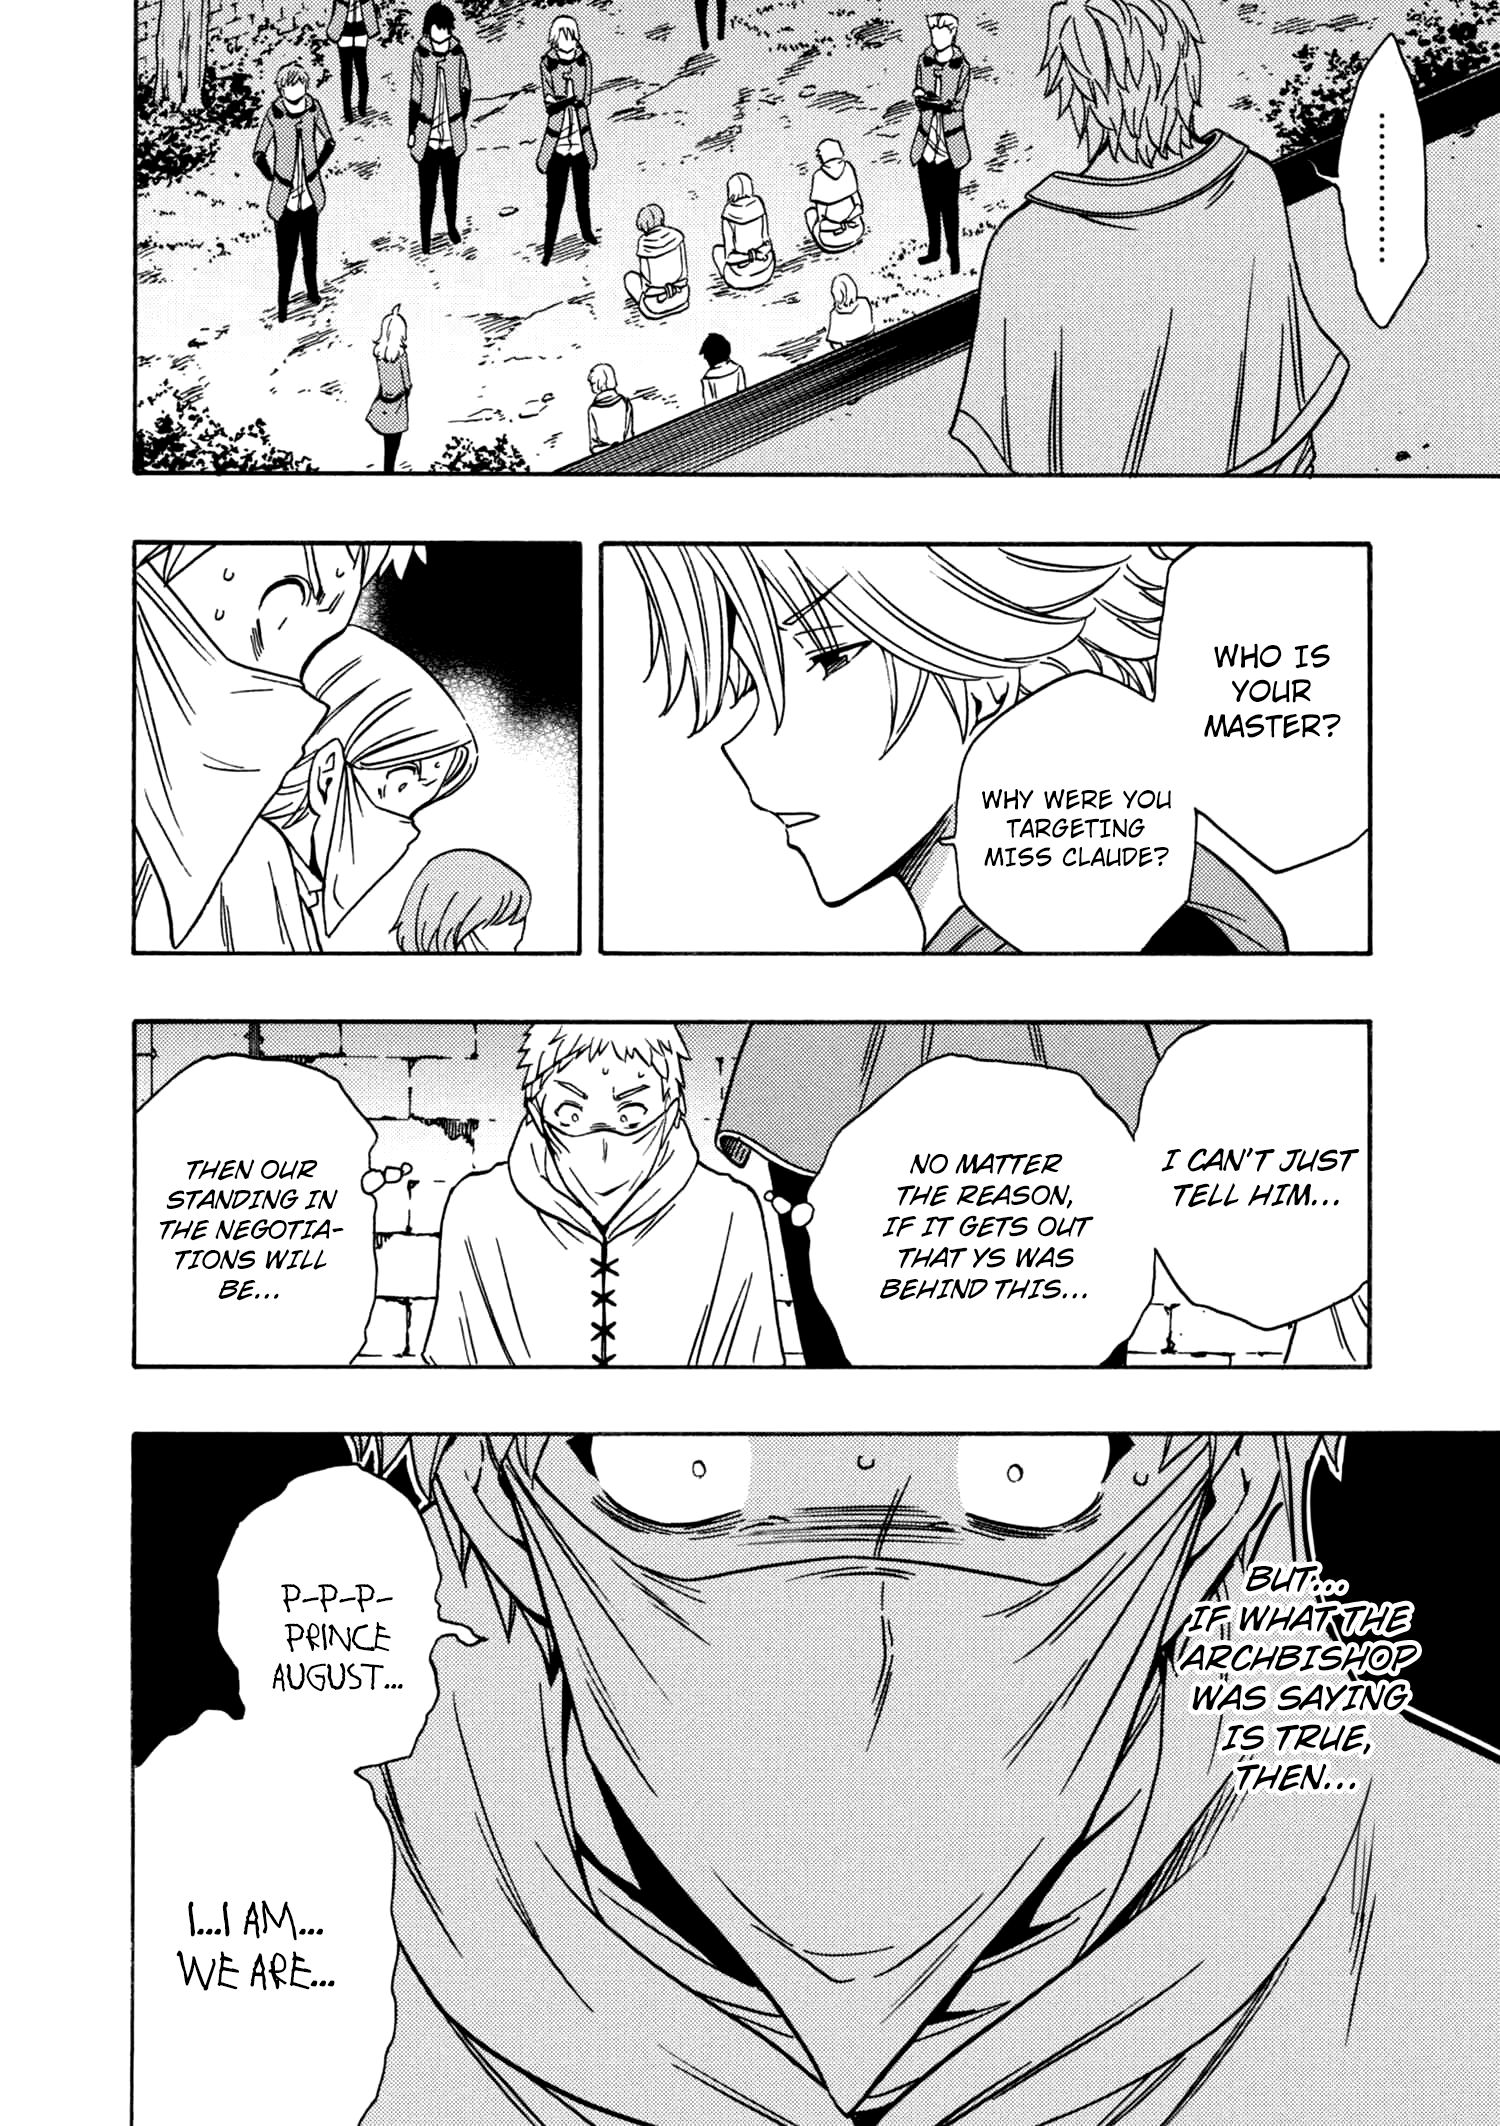 ..........
WHO IS
YOUR
MASTER?
WHY WERE YOU
TARGETING
MISS CLAUDE?
I CAN'T JUST
TELL HIM...
NO MATTER
THE REASON,
IF IT GETS OUT
THAT YS WAS
BEHIND THIS...
THEN OUR
STANDING IN
THE NEGOTIA-
TIONS WILL
BE...
BUT...
IF WHAT THE
ARCHBISHOP
WAS SAYING
IS TRUE,
THEN...
P-P-P-
PRINCE
AUGUST...
I...I AM...
WE ARE...